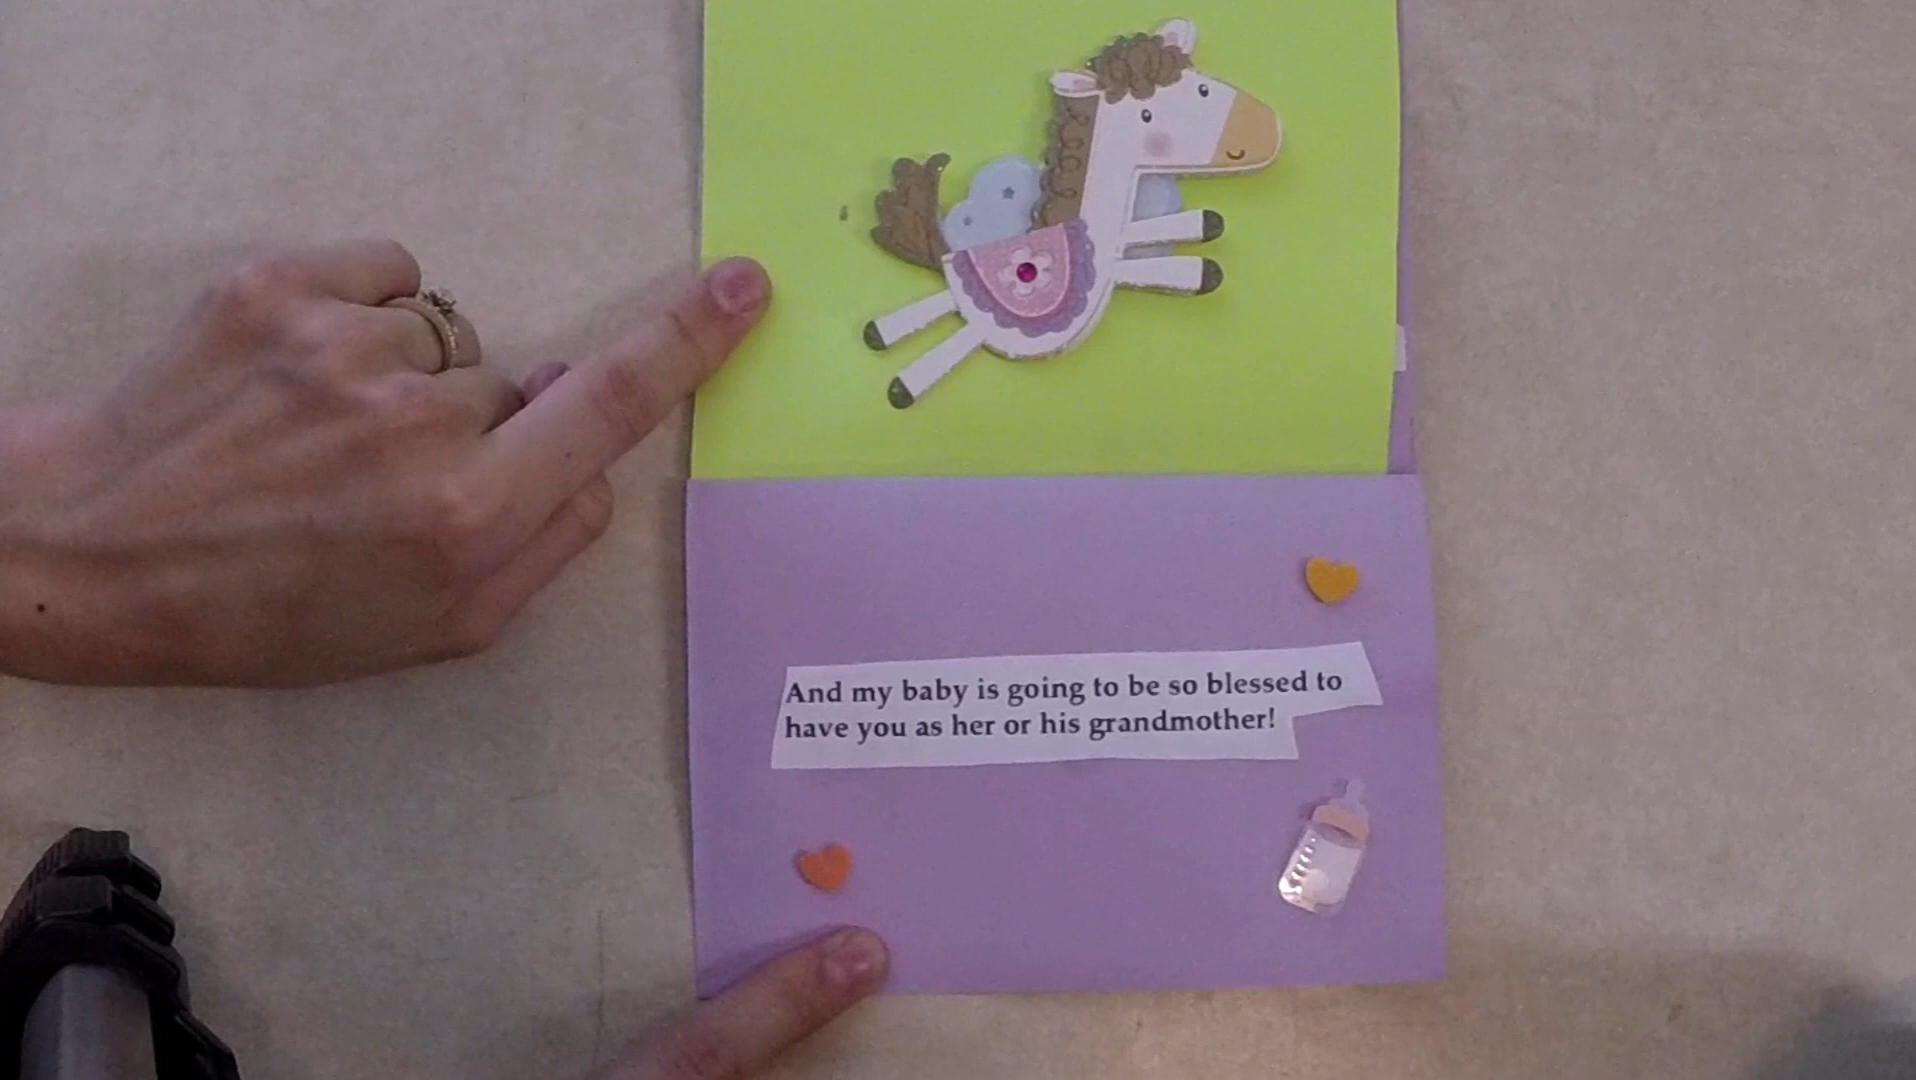 And my baby is going to be so blessed to
have you as her or his grandmother!